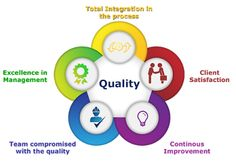 Total Integration in
the process
Excellence in
Management
Quality
Client
Satisfaction
Team compromised
with the quality
Continous
Improvement